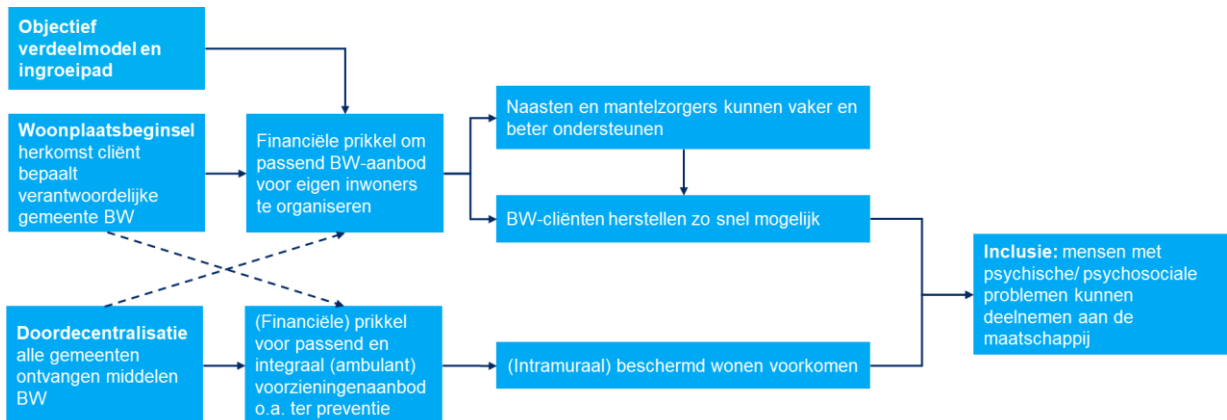 Objectief
verdeelmodel en
ingroeipad
Woonplaatsbeginsel
herkomst cliënt
bepaalt
verantwoordelijke
gemeente BW
Financiële prikkel om
passend BW-aanbod
voor eigen inwoners
te organiseren
Naasten en mantelzorgers kunnen vaker en
beter ondersteunen
BW-cliënten herstellen zo snel mogelijk
Doordecentralisatie
alle gemeenten
ontvangen middelen
BW
(Financiële) prikkel
voor passend en
integraal (ambulant)
voorzieningenaanbod
o.a. ter preventie
(Intramuraal) beschermd wonen voorkomen
Inclusie: mensen met
psychische/ psychosociale
problemen kunnen
deelnemen aan de
maatschappij